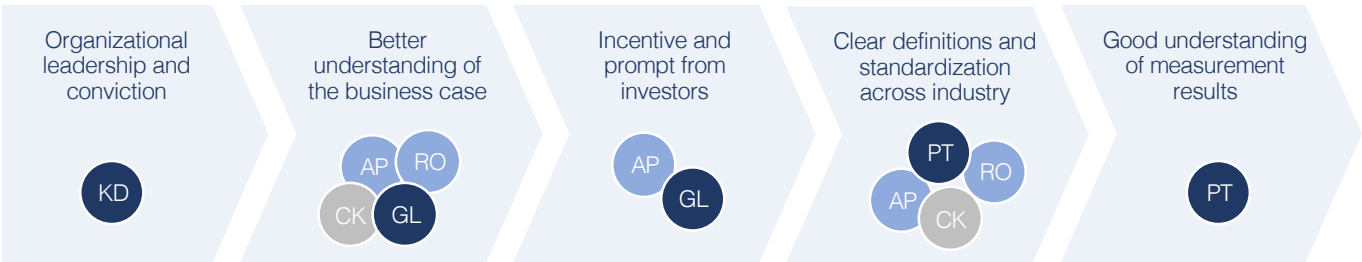 Organizational
leadership and
conviction
KD
Better
understanding of
the business case
AP
RO
CK
GL
Incentive and
prompt from
investors
AP
GL
Clear definitions and
standardization
across industry
PT
RO
AP
CK
Good understanding
of measurement
results
PT